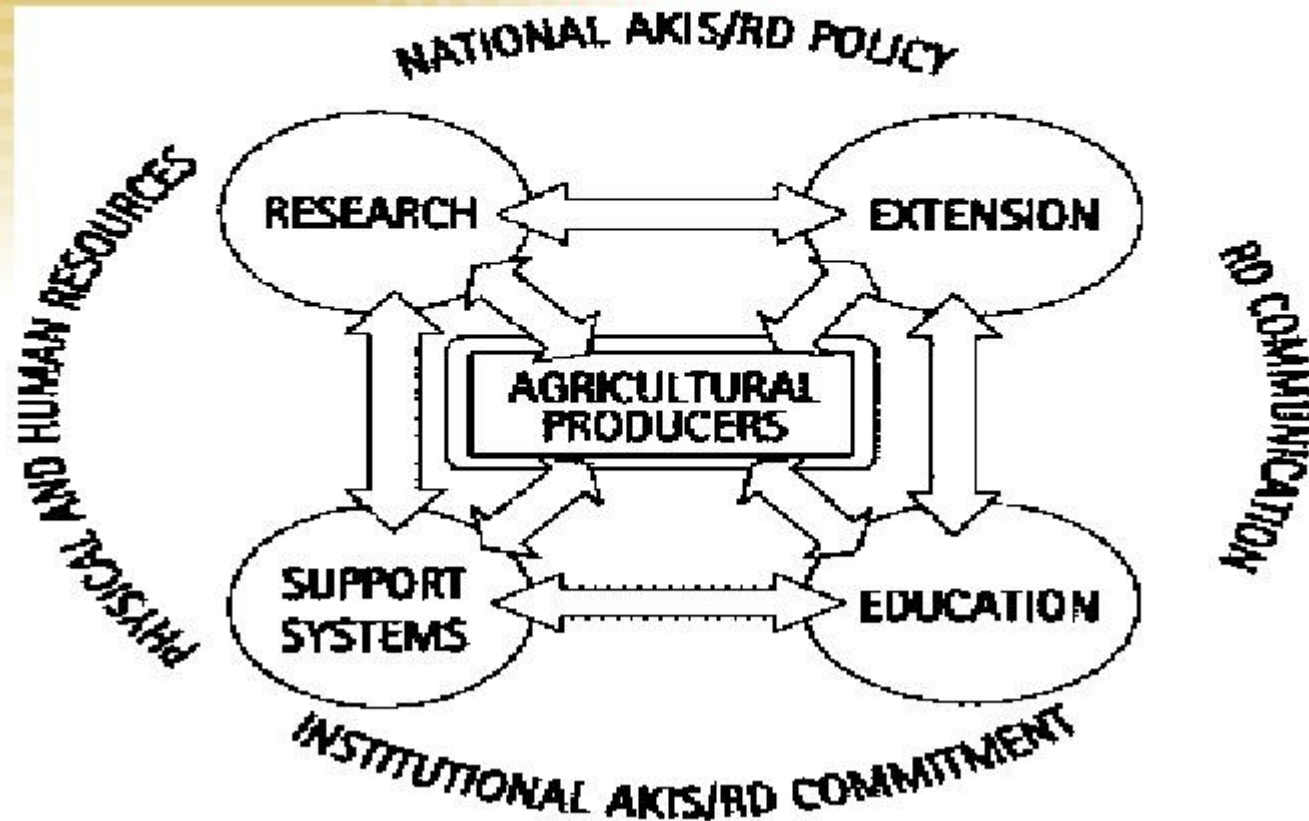 NATIONAL AKIS/RD POLICY
PHYSICAL AND HUMAN RESOURCES
RESEARCH
EXTENSION
RD COMMUNICATION
AGRICULTURAL
PRODUCERS
SUPPORT
SYSTEMS
EDUCATION
INSTITUTIONAL AKIS/RD COMMITMENT